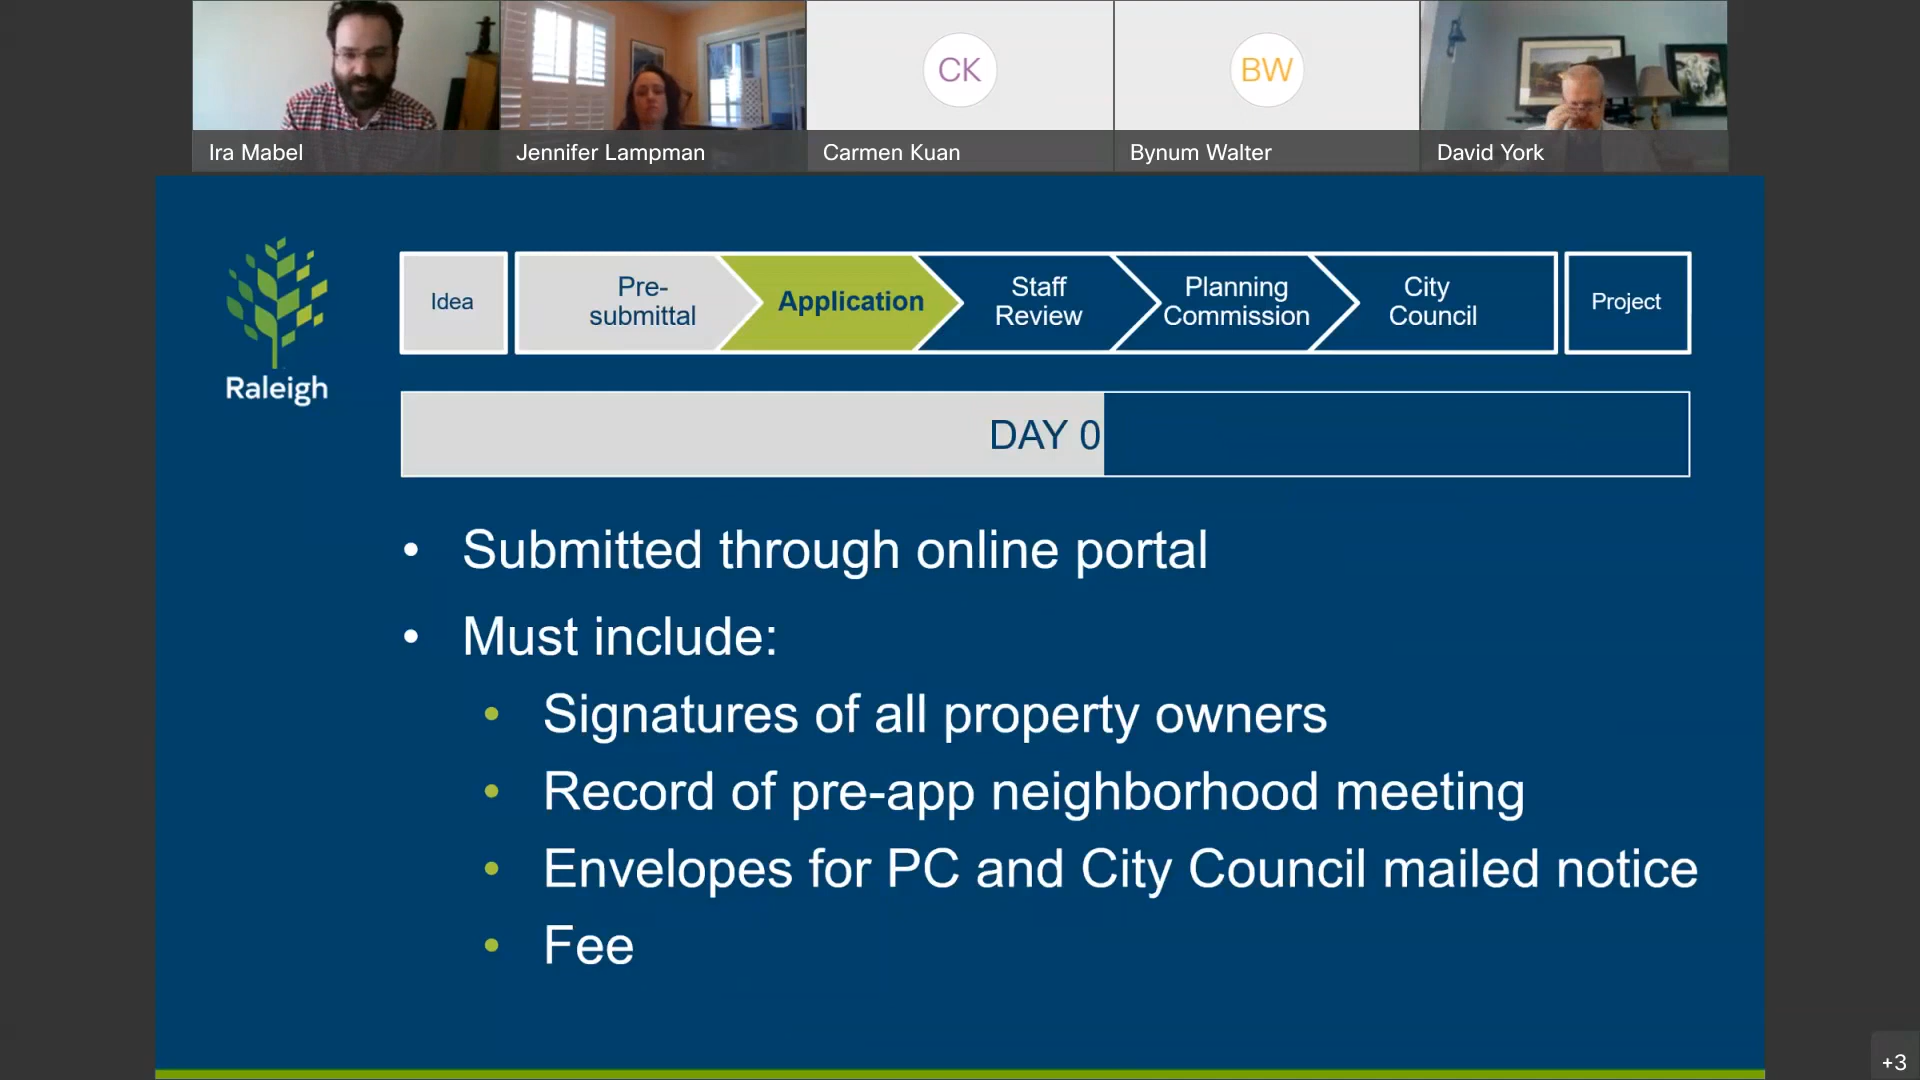 CK
BW
Ira Mabel
Jennifer Lampman
Carmen Kuan
Bynum Walter
David York
Raleigh
Idea
Pre-
submittal
Application
Staff
Review
Planning
Commission
City
Council
Project
DAY 0
• Submitted through online portal
• Must include:
• Signatures of all property owners
• Record of pre-app neighborhood meeting
• Envelopes for PC and City Council mailed notice
• Fee
+3